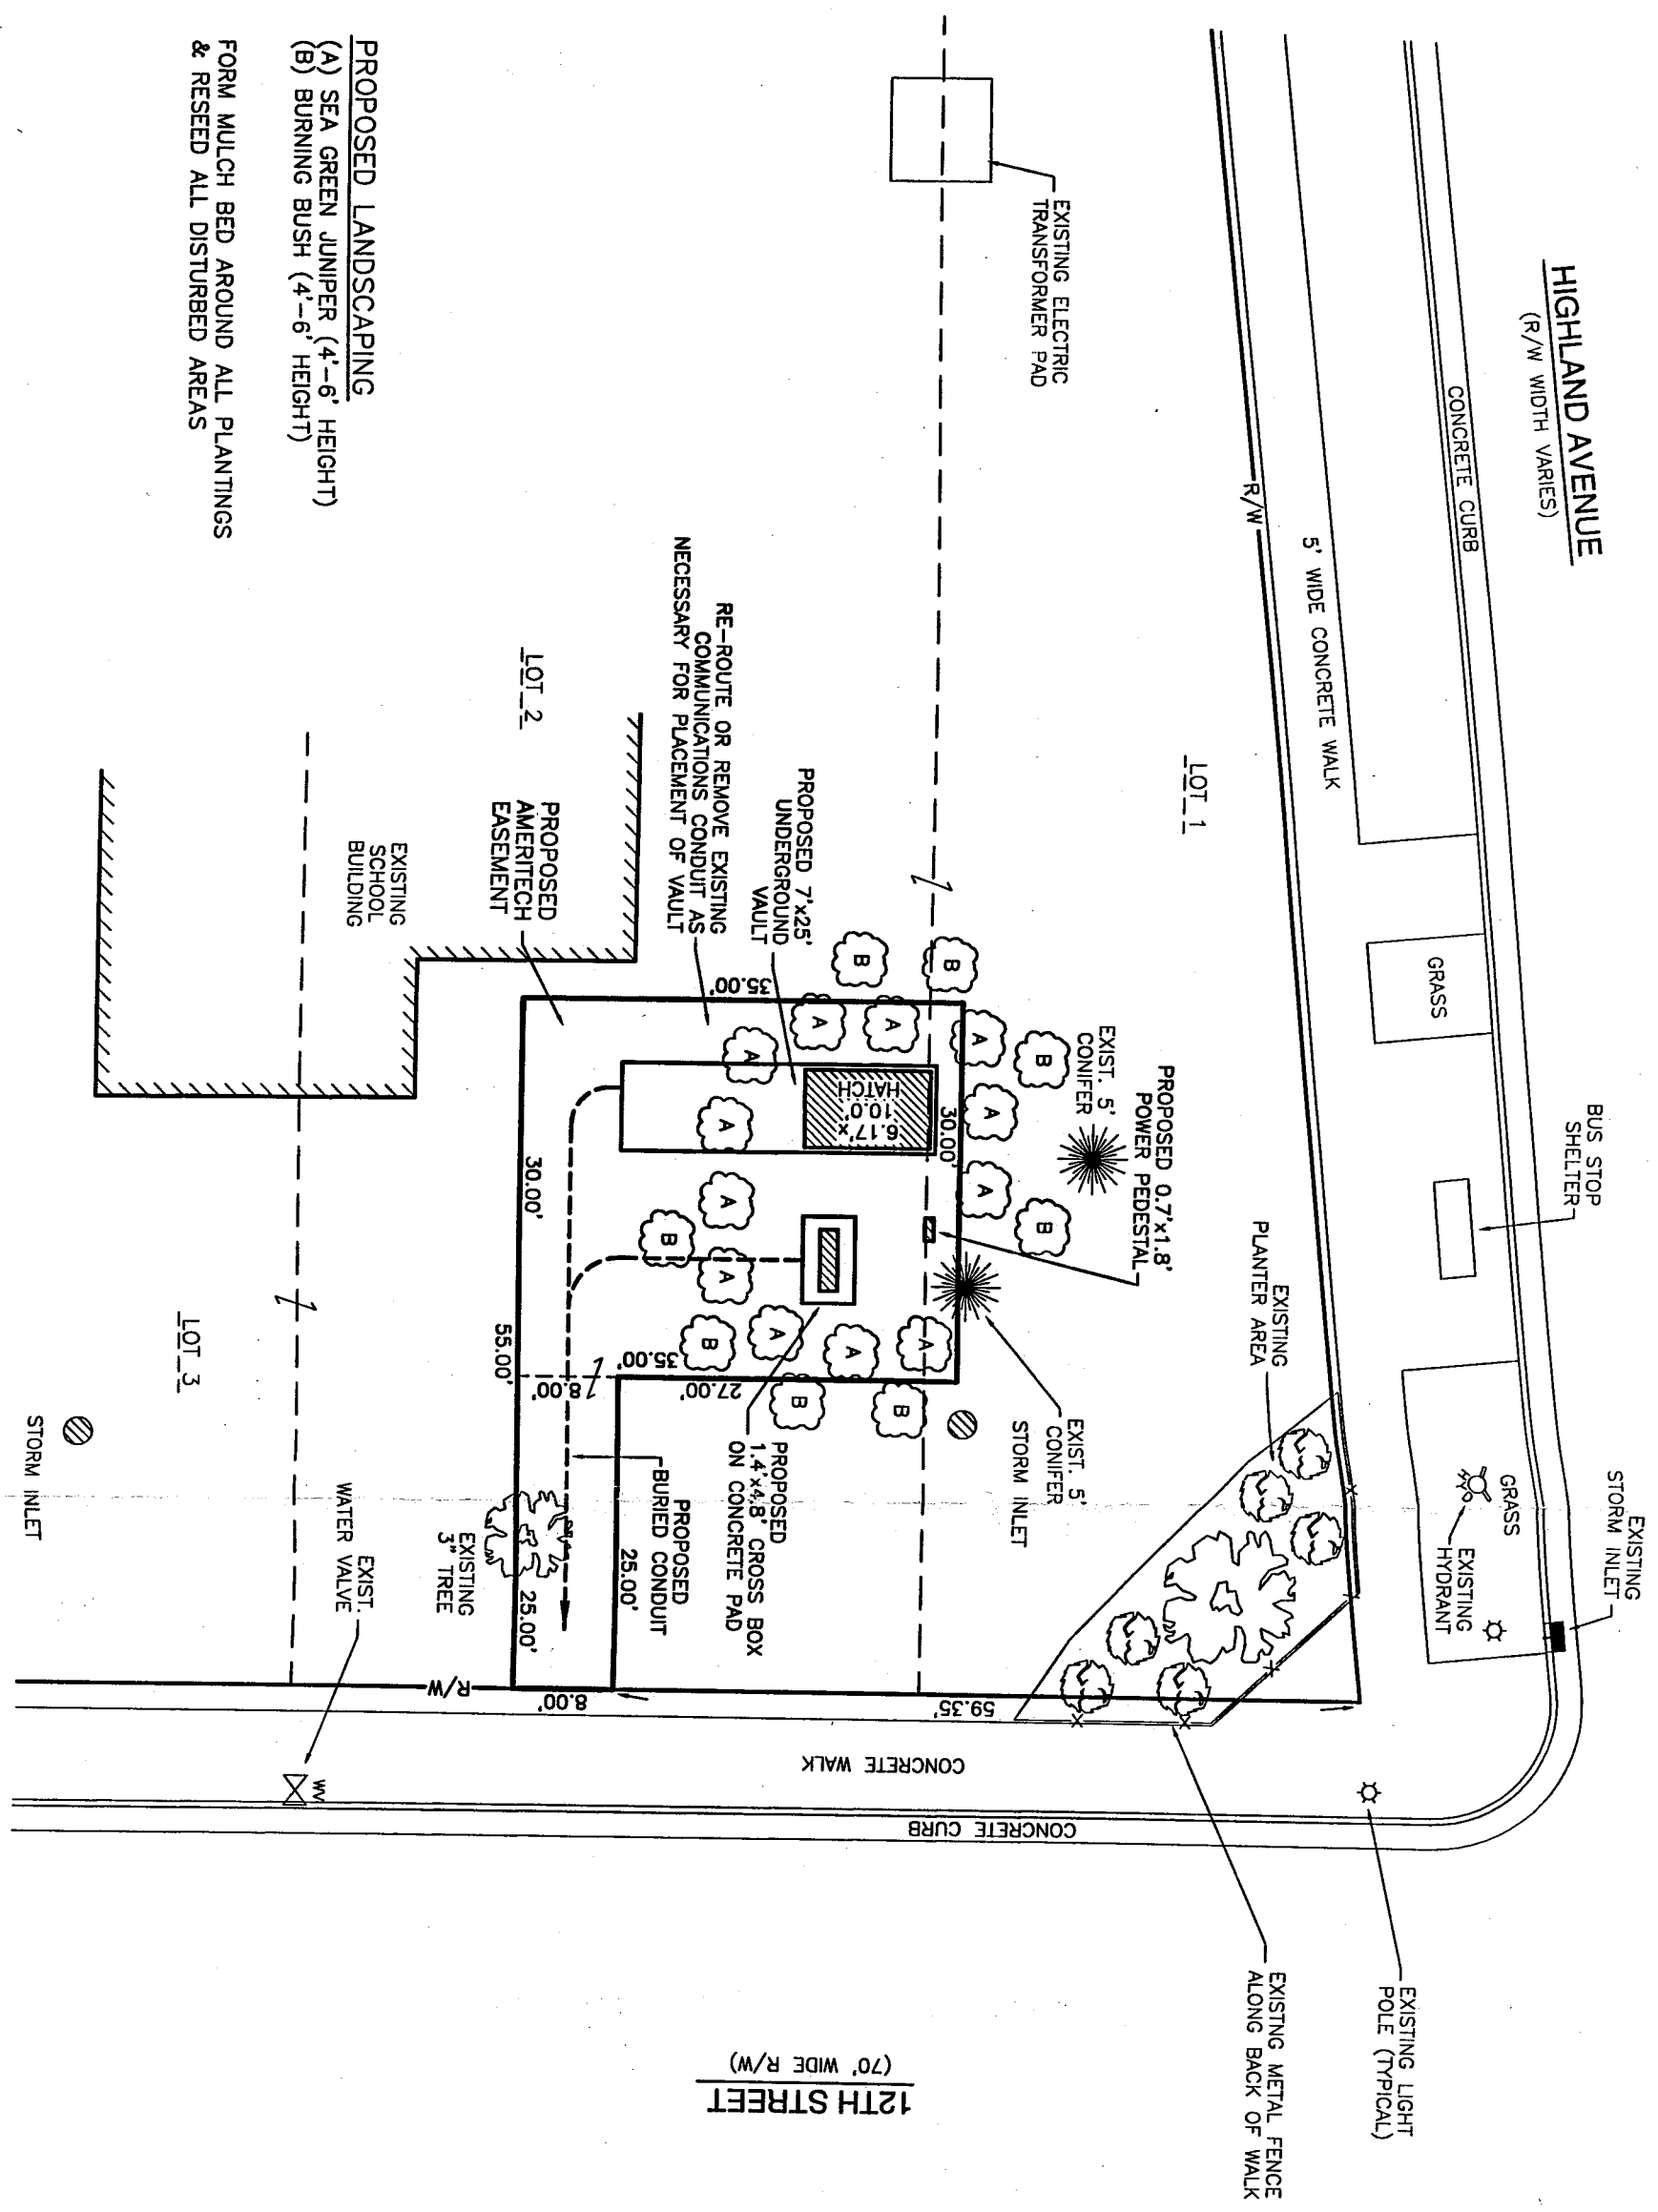 HIGHLAND AVENUE
(R/W WIDTH VARIES)
CONCRETE CURB
5' WIDE CONCRETE WALK
R/W
GRASS
BUS STOP
SHELTER
GRASS
EXISTING
HYDRANT
EXISTING
STORM INLET
EXISTING LIGHT
POLE (TYPICAL)
EXISTNG METAL FENCE
ALONG BACK OF WALK
EXISTING
PLANTER AREA
LOT 1
EXISTING ELECTRIC
TRANSFORMER PAD
PROPOSED 0.7'x1.8'
POWER PEDESTAL
EXIST. 5'
CONIFER
EXIST. 5'
CONIFER
STORM INLET
B
B
B
B
A
A
A
A
A
A
A
A
A
A
A
A
B
B
B
B
30.00'
35.00'
6.17'x
10.0'
HATCH
PROPOSED 7'x25'
UNDERGROUND
VAULT
RE-ROUTE OR REMOVE EXISTING
COMMUNICATIONS CONDUIT AS
NECESSARY FOR PLACEMENT OF VAULT
PROPOSED
1.4'x4.8' CROSS BOX
ON CONCRETE PAD
PROPOSED
BURIED CONDUIT
27.00'
35.00'
8.00'
25.00'
30.00'
55.00'
25.00'
8.00'
59.35'
LOT 2
PROPOSED
AMERITECH
EASEMENT
EXISTING
SCHOOL
BUILDING
EXISTING
3" TREE
EXIST.
WATER VALVE
WV
LOT 3
STORM INLET
R/W
CONCRETE WALK
CONCRETE CURB
12TH STREET
(70' WIDE R/W)
PROPOSED LANDSCAPING
(A) SEA GREEN JUNIPER (4'-6' HEIGHT)
(B) BURNING BUSH (4'-6' HEIGHT)
FORM MULCH BED AROUND ALL PLANTINGS
& RESEED ALL DISTURBED AREAS